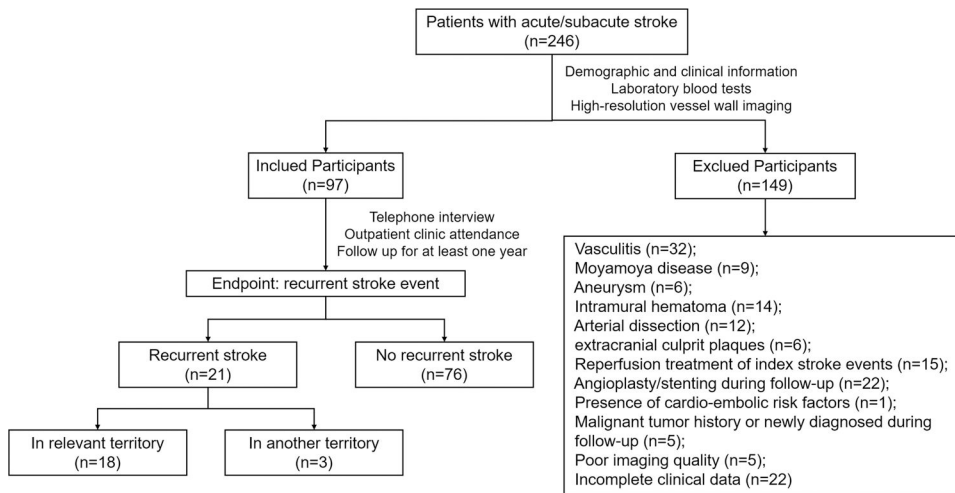 Patients with acute/subacute stroke
(n=246)
Demographic and clinical information
Laboratory blood tests
High-resolution vessel wall imaging
Inclued Participants
(n=97)
Exclued Participants
(n=149)
Telephone interview
Outpatient clinic attendance
Follow up for at least one year
Endpoint: recurrent stroke event
Recurrent stroke
(n=21)
No recurrent stroke
(n=76)
In relevant territory
(n=18)
In another territory
(n=3)
Vasculitis (n=32);
Moyamoya disease (n=9);
Aneurysm (n=6);
Intramural hematoma (n=14);
Arterial dissection (n=12);
extracranial culprit plaques (n=6);
Reperfusion treatment of index stroke events (n=15);
Angioplasty/stenting during follow-up (n=22);
Presence of cardio-embolic risk factors (n=1);
Malignant tumor history or newly diagnosed during
follow-up (n=5);
Poor imaging quality (n=5);
Incomplete clinical data (n=22)